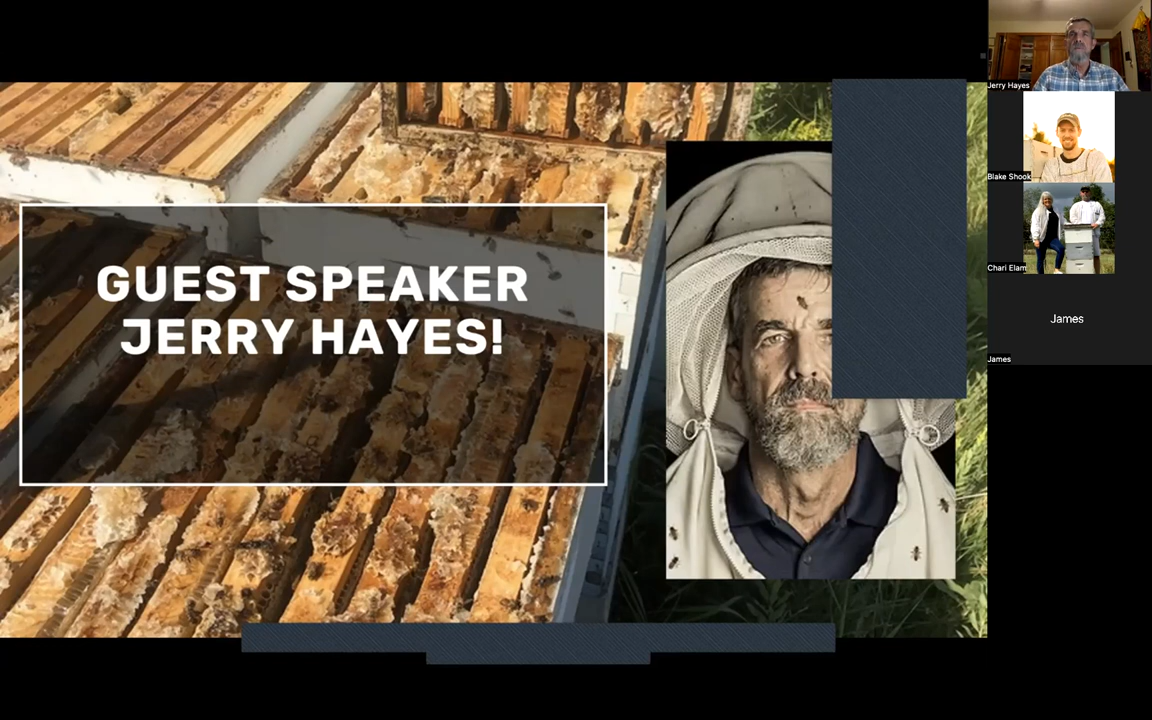 GUEST SPEAKER
JERRY HAYES!
Jerry Hayes
Blake Shook
Chari Elam
James
James